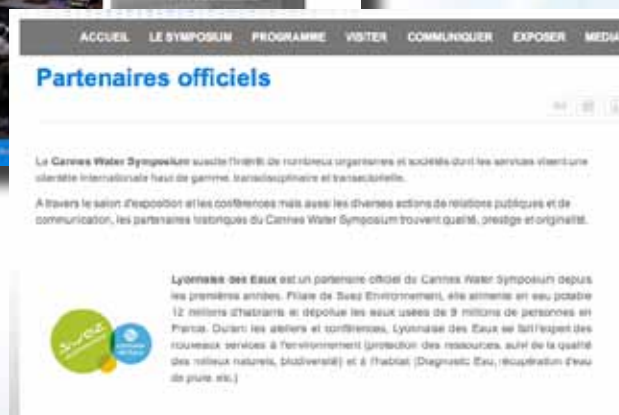 ACCUEIL LE SYMPOSIUM PROGRAMME VISITER COMMUNIQUER EXPOSER MEDIA
Partenaires officiels
Le Cannes Water Symposium suscite l'intérêt de nombreux organismes et sociétés dont les services visent une
clientèle internationale haut de gamme, transdisciplinaire et transectorielle.
A travers le salon d'exposition et les conférences mais aussi les diverses actions de relations publiques et de
communication, les partenaires historiques du Cannes Water Symposium trouvent qualité, prestige et originalité.
Lyonnaise des Eaux est un partenaire officiel du Cannes Water Symposium depuis
les premières années. Filiale de Suez Environnement, elle alimente en eau potable
12 millions d'habitants et dépollue les eaux usées de 9 millions de personnes en
France. Durant les ateliers et conférences, Lyonnaise des Eaux se fait l'expert des
nouveaux services à l'environnement (protection des ressources, suivi de la qualité
des milieux naturels, biodiversité) et à l'habitat (Diagnostic Eau, récupération d'eau
de pluie, etc.)
suez